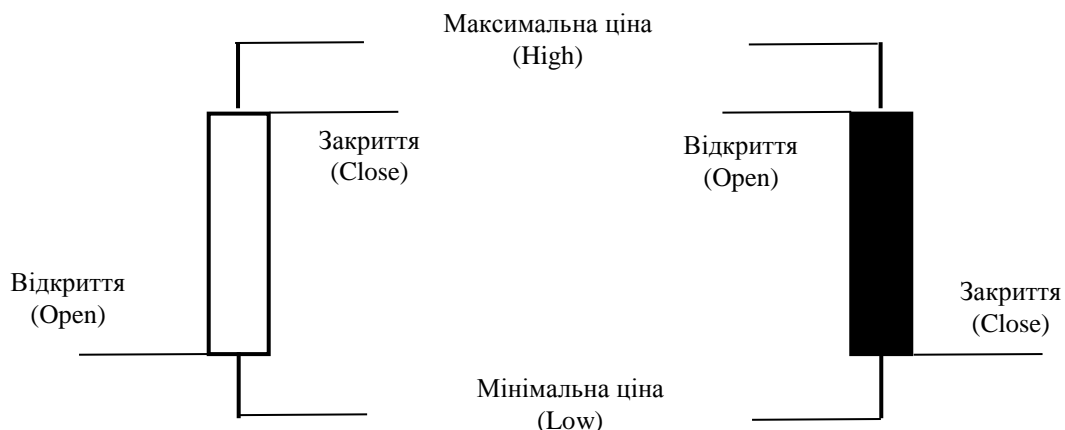 Максимальна ціна
(High)
Закриття
(Close)
Відкриття
(Open)
Відкриття
(Open)
Закриття
(Close)
Мінімальна ціна
(Low)